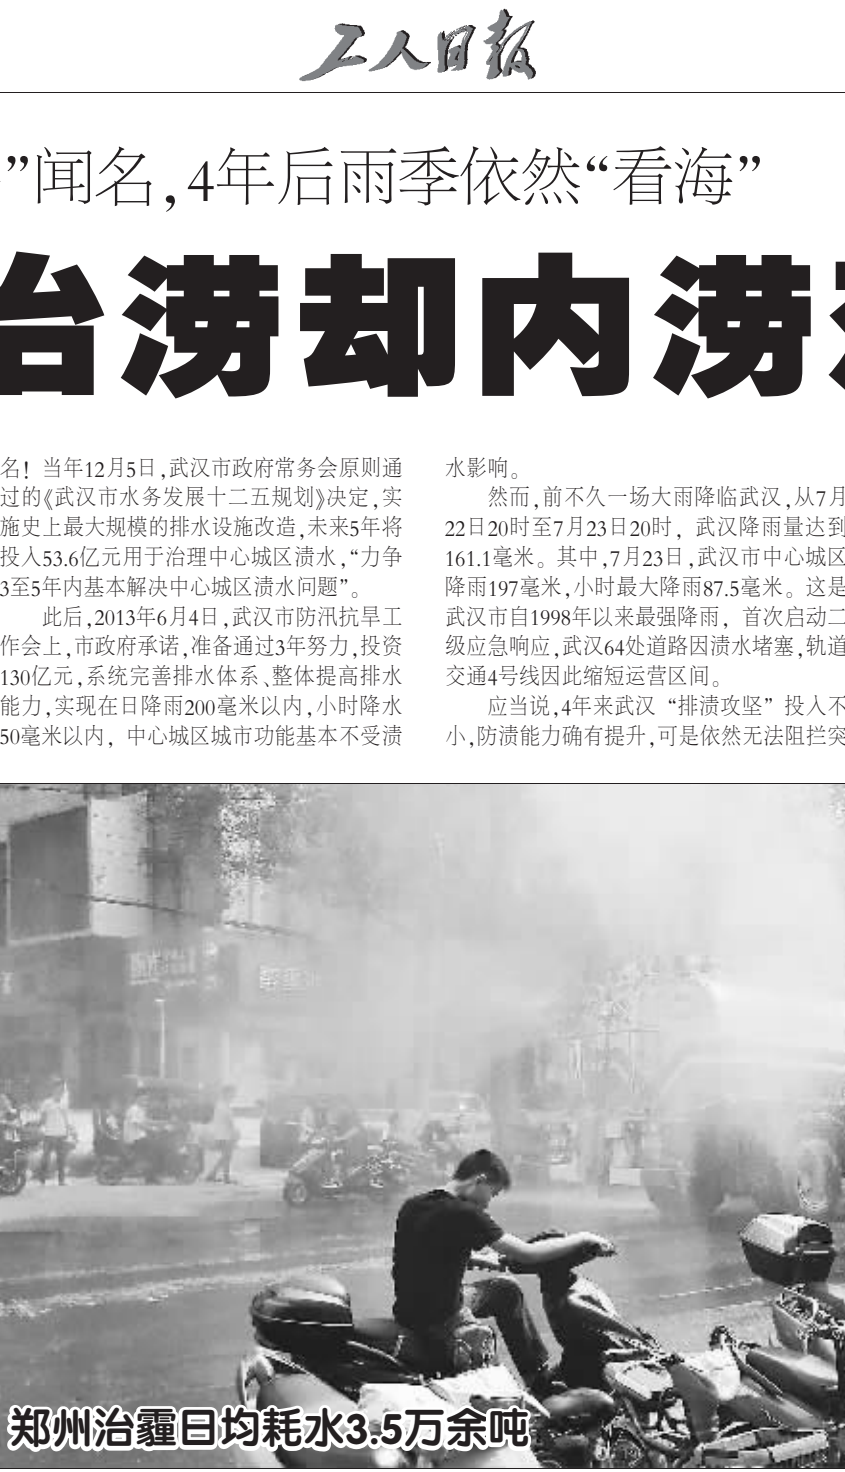 工人日报
”闻名,4年后雨季依然“看海”
治涝却内涝
名！当年12月5日,武汉市政府常务会原则通
过的《武汉市水务发展十二五规划》决定,实
施史上最大规模的排水设施改造,未来5年将
投入53.6亿元用于治理中心城区渍水,“力争
3至5年内基本解决中心城区渍水问题”。
此后,2013年6月4日,武汉市防汛抗旱工
作会上,市政府承诺,准备通过3年努力,投资
130亿元,系统完善排水体系、整体提高排水
能力,实现在日降雨200毫米以内,小时降水
50毫米以内，中心城区城市功能基本不受渍
水影响。
然而,前不久一场大雨降临武汉,从7月
22日20时至7月23日20时，武汉降雨量达到
161.1毫米。其中,7月23日,武汉市中心城区
降雨197毫米,小时最大降雨87.5毫米。这是
武汉市自1998年以来最强降雨，首次启动二
级应急响应,武汉64处道路因渍水堵塞,轨道
交通4号线因此缩短运营区间。
应当说,4年来武汉“排渍攻坚”投入不
小,防渍能力确有提升,可是依然无法阻拦突
郑州治霾日均耗水3.5万余吨